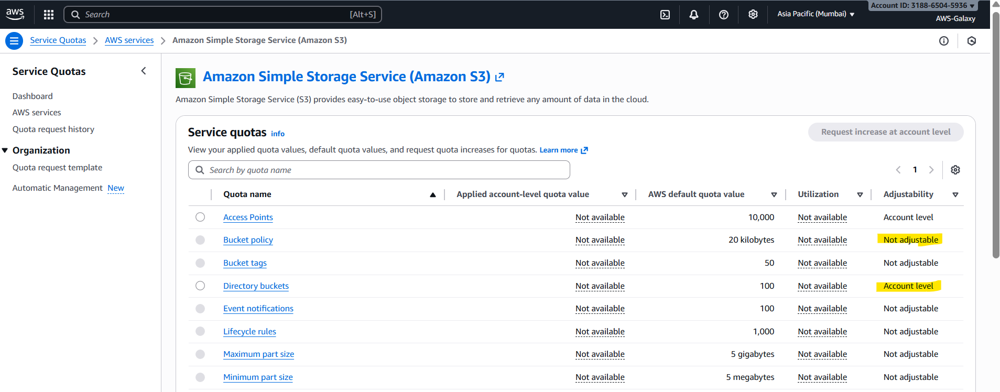 aws Search [Alt+S] Asia Pacific (Mumbai) ▼ Account ID: 3188-6504-5936 ▼
AWS-Galaxy
Service Quotas > AWS services > Amazon Simple Storage Service (Amazon S3)
Service Quotas
Dashboard
AWS services
Quota request history
Organization
Quota request template
Automatic Management New
Amazon Simple Storage Service (Amazon S3)
Amazon Simple Storage Service (S3) provides easy-to-use object storage to store and retrieve any amount of data in the cloud.
Service quotas info Request increase at account level
View your applied quota values, default quota values, and request quota increases for quotas. Learn more
Search by quota name 1
Quota name Applied account-level quota value AWS default quota value Utilization Adjustability
Access Points Not available 10,000 Not available Account level
Bucket policy Not available 20 kilobytes Not available Not adjustable
Bucket tags Not available 50 Not available Not adjustable
Directory buckets Not available 100 Not available Account level
Event notifications Not available 100 Not available Not adjustable
Lifecycle rules Not available 1,000 Not available Not adjustable
Maximum part size Not available 5 gigabytes Not available Not adjustable
Minimum part size Not available 5 megabytes Not available Not adjustable